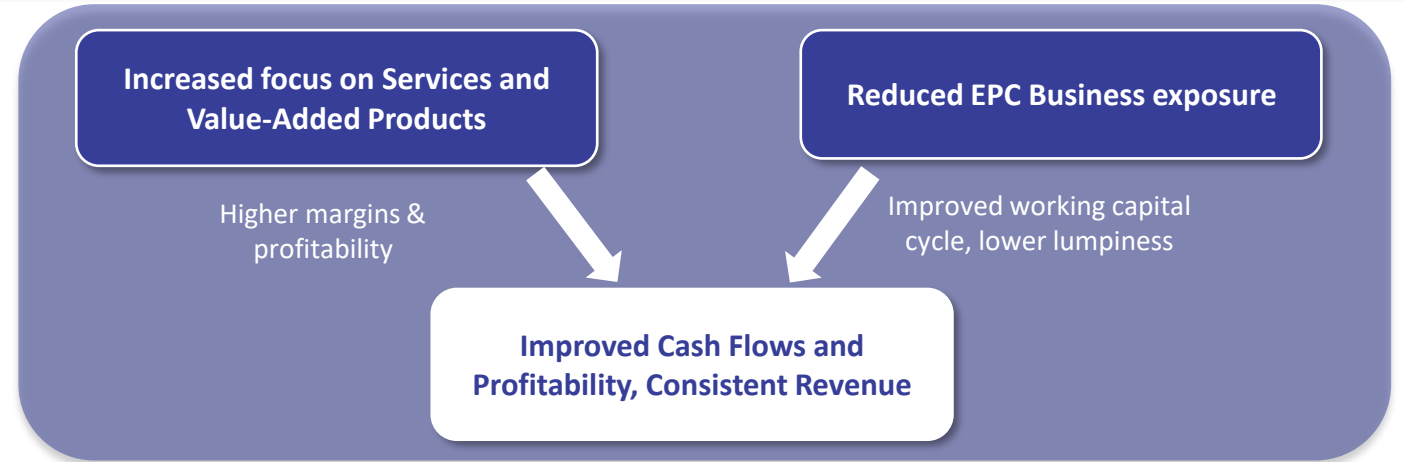 Increased focus on Services and
Value-Added Products
Reduced EPC Business exposure
Higher margins &
profitability
Improved working capital
cycle, lower lumpiness
Improved Cash Flows and
Profitability, Consistent Revenue